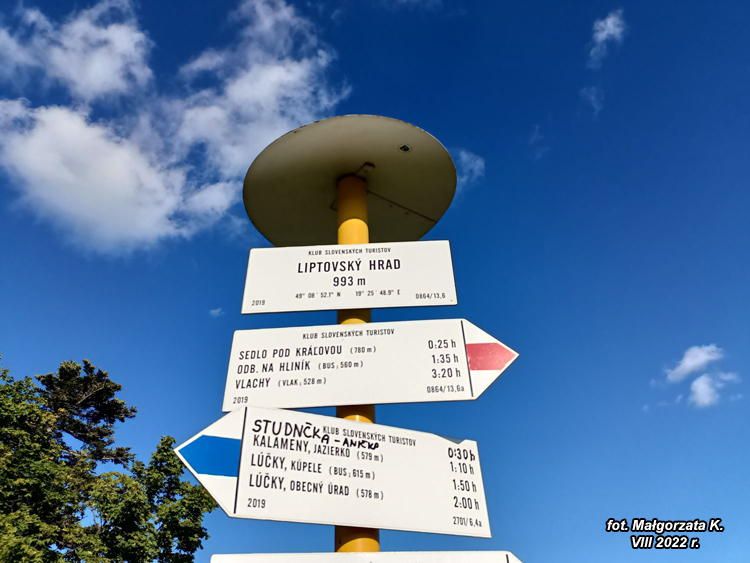 KLUB SLOVENSKÝCH TURISTOV
LIPTOVSKÝ HRAD
993 m
49° 08´ 52.1" N 19° 25´ 48.9" E
2019 0864/13,6
KLUB SLOVENSKÝCH TURISTOV
SEDLO POD KRÁĽOVOU (780 m) 0:25 h
ODB. NA HLINÍK (BUS; 560 m) 1:35 h
VLACHY (VLAK; 528 m) 3:20 h
2019 0864/13,6a
KLUB SLOVENSKÝCH TURISTOV
STUDNČKA - ANIČKA 0:30 h
KALAMENY, JAZIERKO (579 m) 1:10 h
LÚČKY, KÚPELE (BUS; 615 m) 1:50 h
LÚČKY, OBECNÝ ÚRAD (578 m) 2:00 h
2019 2701/6,4a
fot. Małgorzata K.
VIII 2022 r.